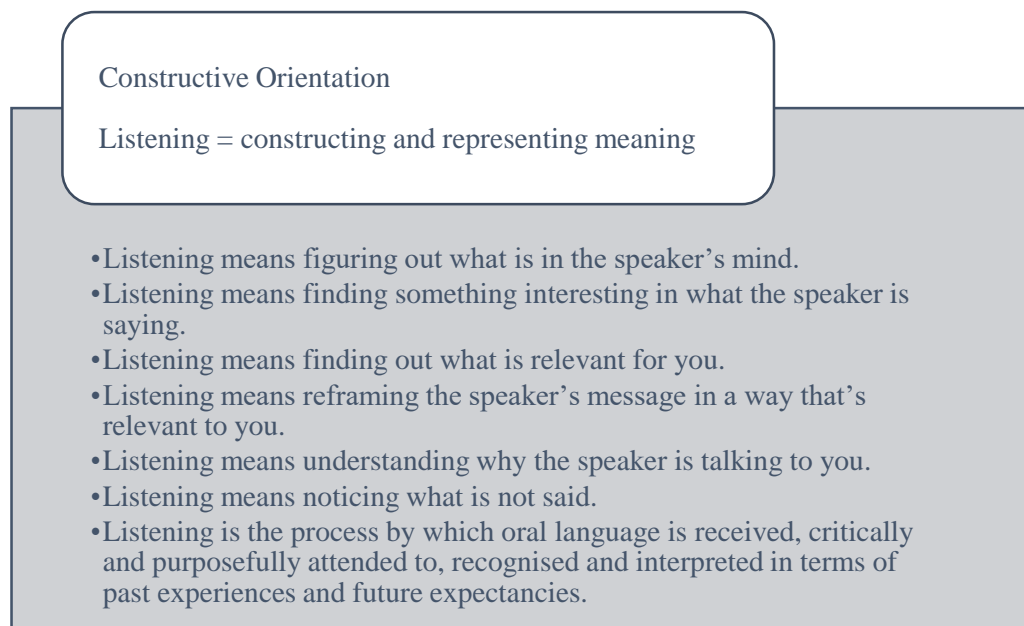 Constructive Orientation
Listening = constructing and representing meaning
•Listening means figuring out what is in the speaker’s mind.
•Listening means finding something interesting in what the speaker is
saying.
•Listening means finding out what is relevant for you.
•Listening means reframing the speaker’s message in a way that’s
relevant to you.
•Listening means understanding why the speaker is talking to you.
•Listening means noticing what is not said.
•Listening is the process by which oral language is received, critically
and purposefully attended to, recognised and interpreted in terms of
past experiences and future expectancies.